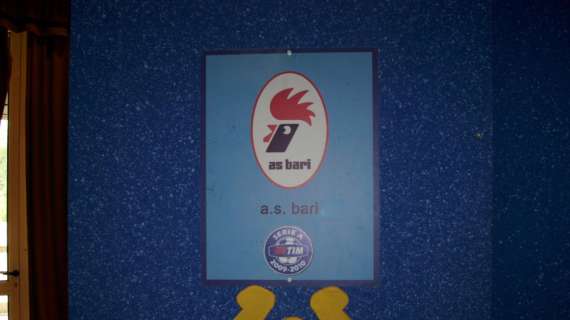 as bari
a.s. bari
SERIE A
TIM
2009-2010